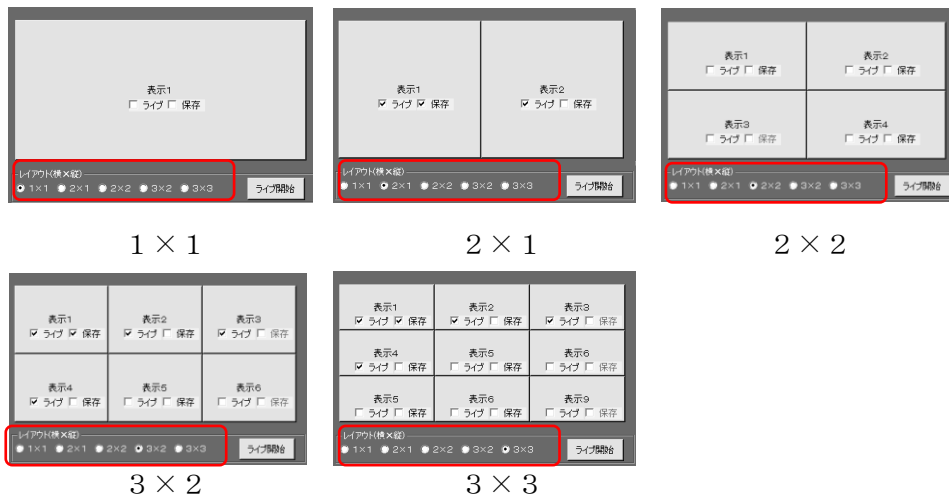 表示1
ライブ 保存
レイアウト(横×縦)
1×1 2×1 2×2 3×2 3×3
ライブ開始
1×1
表示1 表示2
ライブ 保存 ライブ 保存
レイアウト(横×縦)
1×1 2×1 2×2 3×2 3×3
ライブ開始
2×1
表示1 表示2
ライブ 保存 ライブ 保存
表示3 表示4
ライブ 保存 ライブ 保存
レイアウト(横×縦)
1×1 2×1 2×2 3×2 3×3
ライブ開始
2×2
表示1 表示2 表示3
ライブ 保存 ライブ 保存 ライブ 保存
表示4 表示5 表示6
ライブ 保存 ライブ 保存 ライブ 保存
レイアウト(横×縦)
1×1 2×1 2×2 3×2 3×3
ライブ開始
3×2
表示1 表示2 表示3
ライブ 保存 ライブ 保存 ライブ 保存
表示4 表示5 表示6
ライブ 保存 ライブ 保存 ライブ 保存
表示5 表示6 表示9
ライブ 保存 ライブ 保存 ライブ 保存
レイアウト(横×縦)
1×1 2×1 2×2 3×2 3×3
ライブ開始
3×3